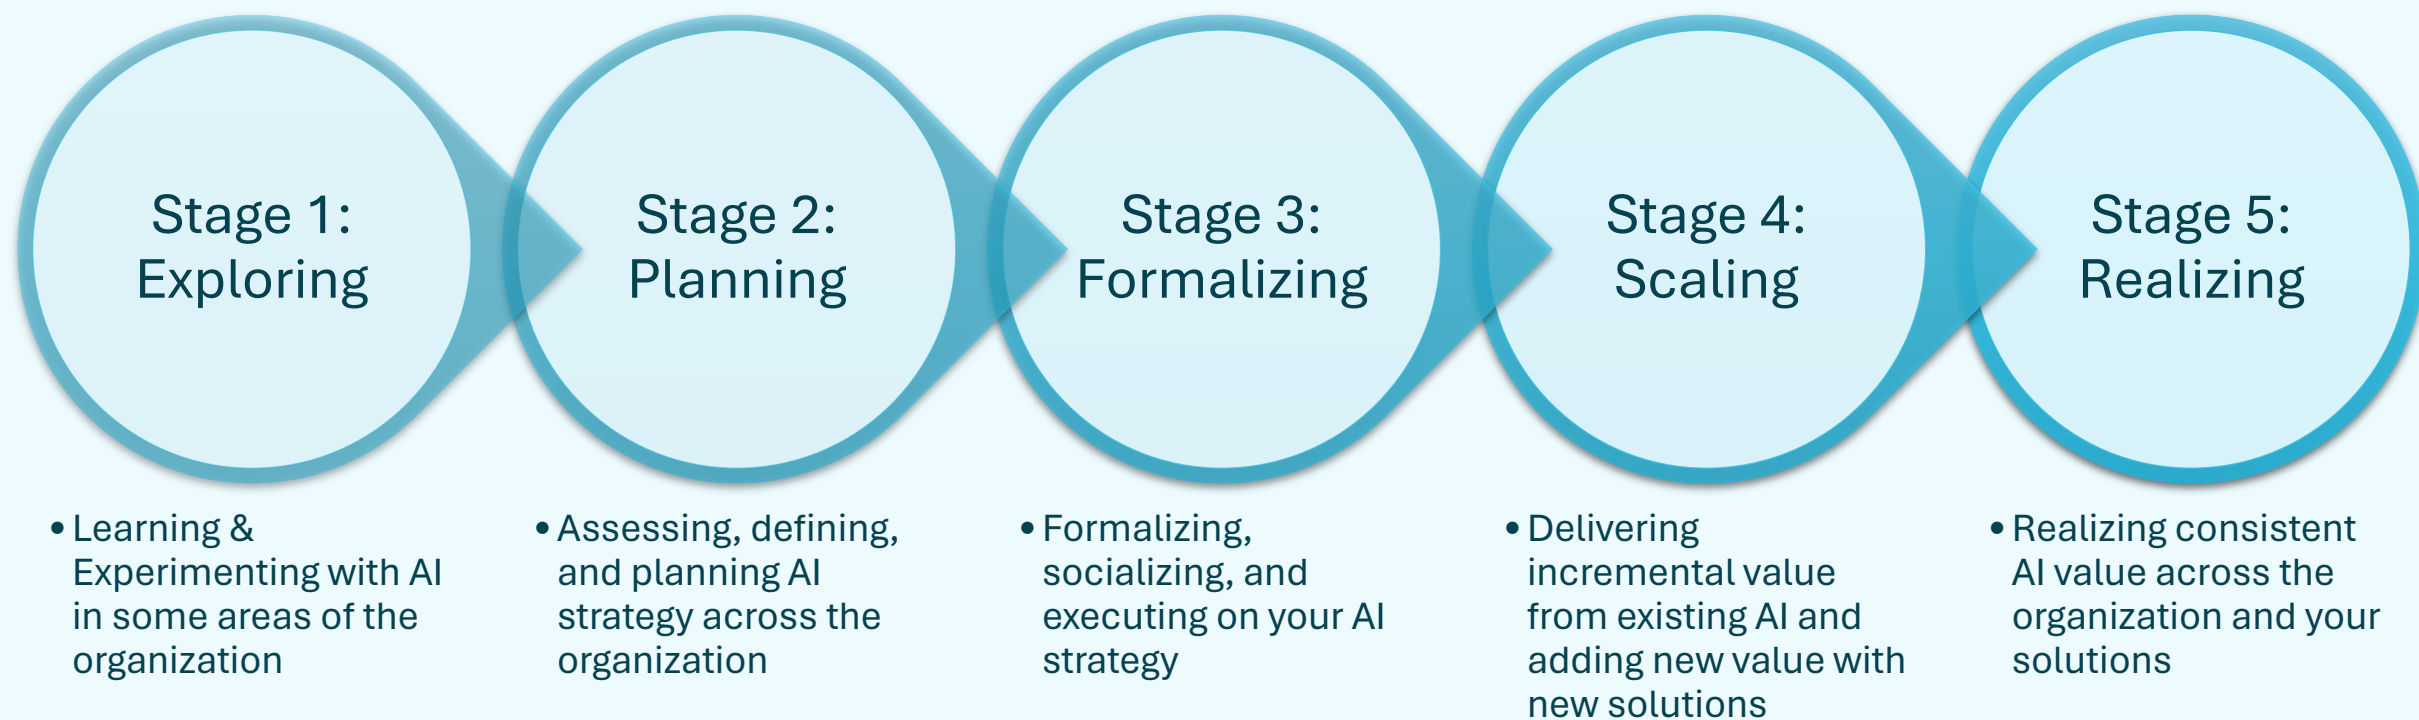 Stage 1:
Exploring
• Learning &
Experimenting with AI
in some areas of the
organization
Stage 2:
Planning
• Assessing, defining,
and planning AI
strategy across the
organization
Stage 3:
Formalizing
• Formalizing,
socializing, and
executing on your AI
strategy
Stage 4:
Scaling
• Delivering
incremental value
from existing AI and
adding new value with
new solutions
Stage 5:
Realizing
• Realizing consistent
AI value across the
organization and your
solutions